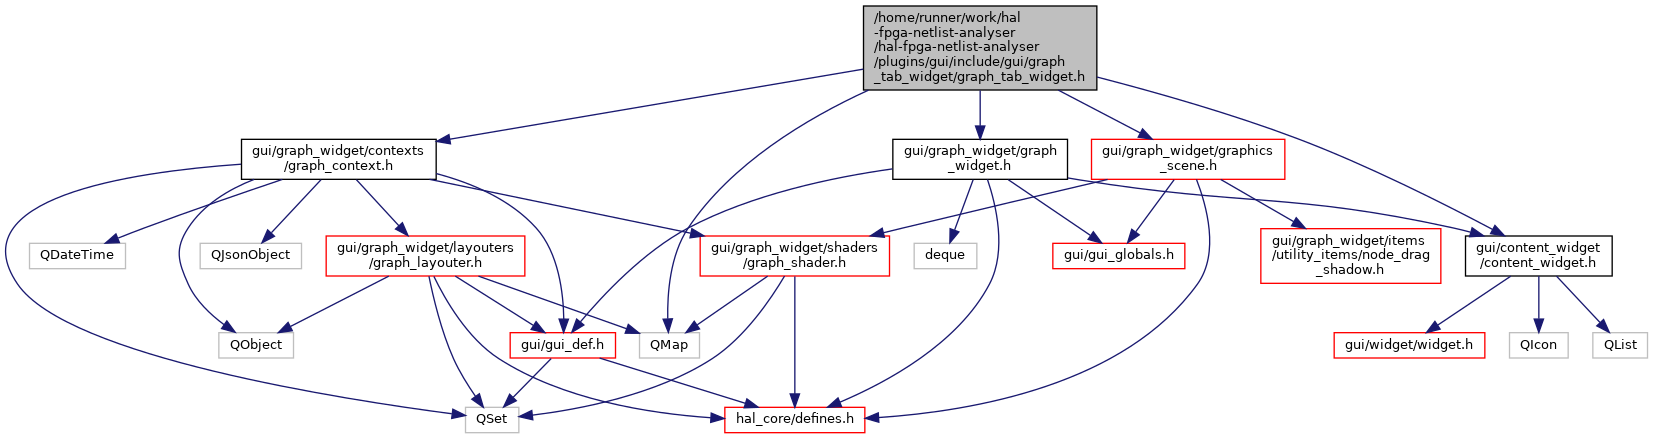 /home/runner/work/hal
-fpga-netlist-analyser
/hal-fpga-netlist-analyser
/plugins/gui/include/gui/graph
_tab_widget/graph_tab_widget.h
gui/graph_widget/contexts
/graph_context.h
gui/graph_widget/graph
_widget.h
gui/graph_widget/graphics
_scene.h
QDateTime
QJsonObject
gui/graph_widget/layouters
/graph_layouter.h
gui/graph_widget/shaders
/graph_shader.h
deque
gui/gui_globals.h
gui/graph_widget/items
/utility_items/node_drag
_shadow.h
gui/content_widget
/content_widget.h
QObject
gui/gui_def.h
QMap
gui/widget/widget.h
QIcon
QList
QSet
hal_core/defines.h